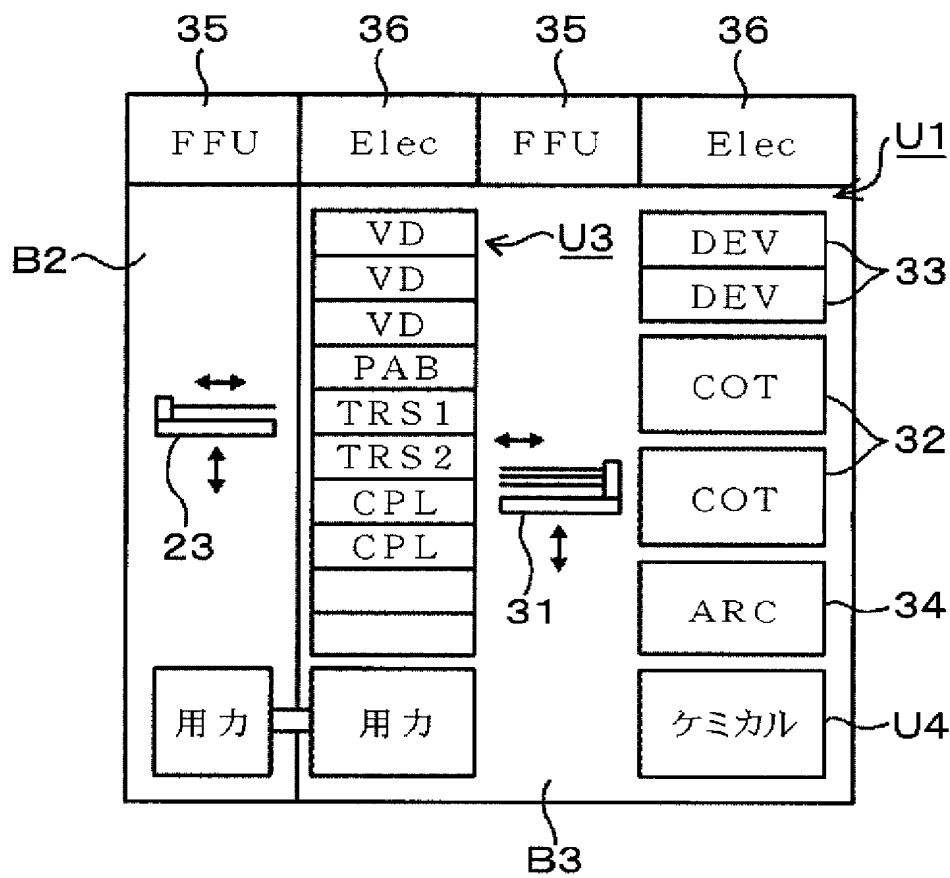 35 36 35 36
FFU Elec FFU Elec
U1
VD U3 DEV
B2 33
VD DEV
VD
PAB COT
TRS1
32
TRS2
CPL COT
23
CPL
31 ARC 34
用力 用力 ケミカル U4
B3